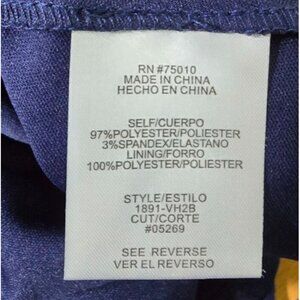 RN #75010
MADE IN CHINA
HECHO EN CHINA
SELF/CUERPO
97%POLYESTER/POLIESTER
3%SPANDEX/ELASTANO
LINING/FORRO
100%POLYESTER/POLIESTER
STYLE/ESTILO
1891-VH2B
CUT/CORTE
#05269
SEE REVERSE
VER EL REVERSO